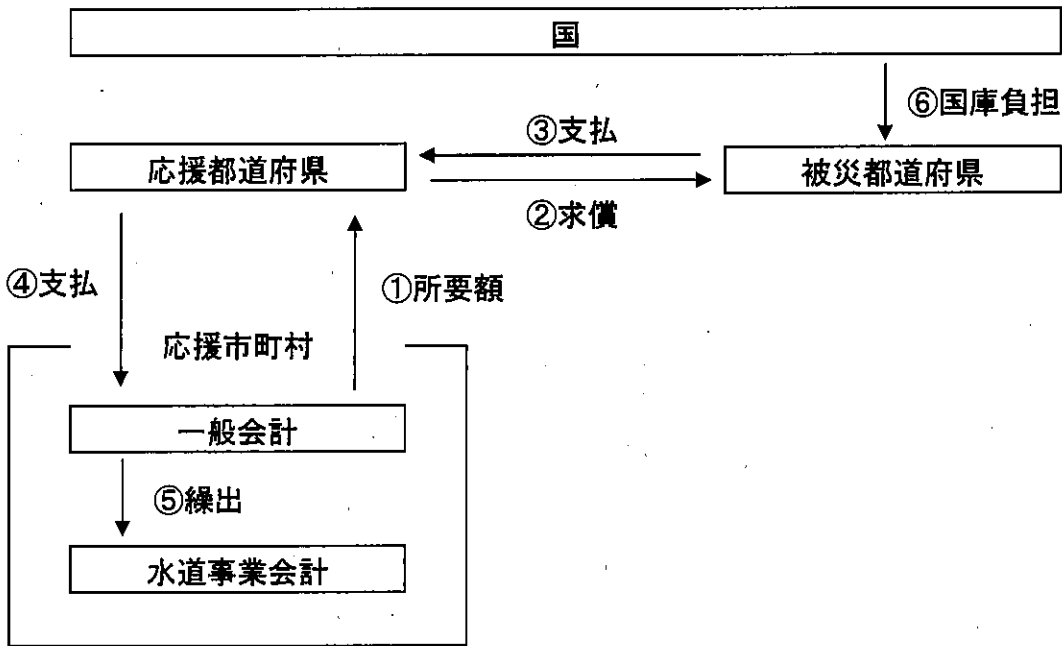 国
⑥国庫負担
③支払
応援都道府県
被災都道府県
②求償
④支払
①所要額
応援市町村
一般会計
⑤繰出
水道事業会計